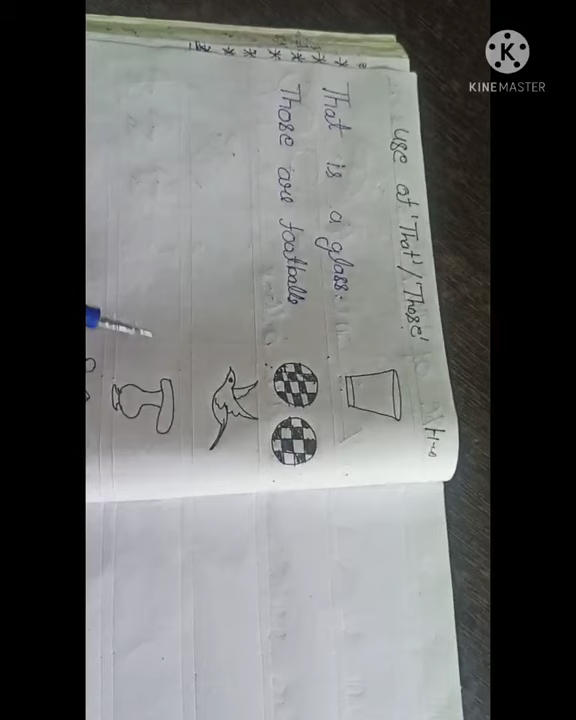 use of 'That'/'Those'
H.w
That is a glass.
Those are footballs
K
KINEMASTER